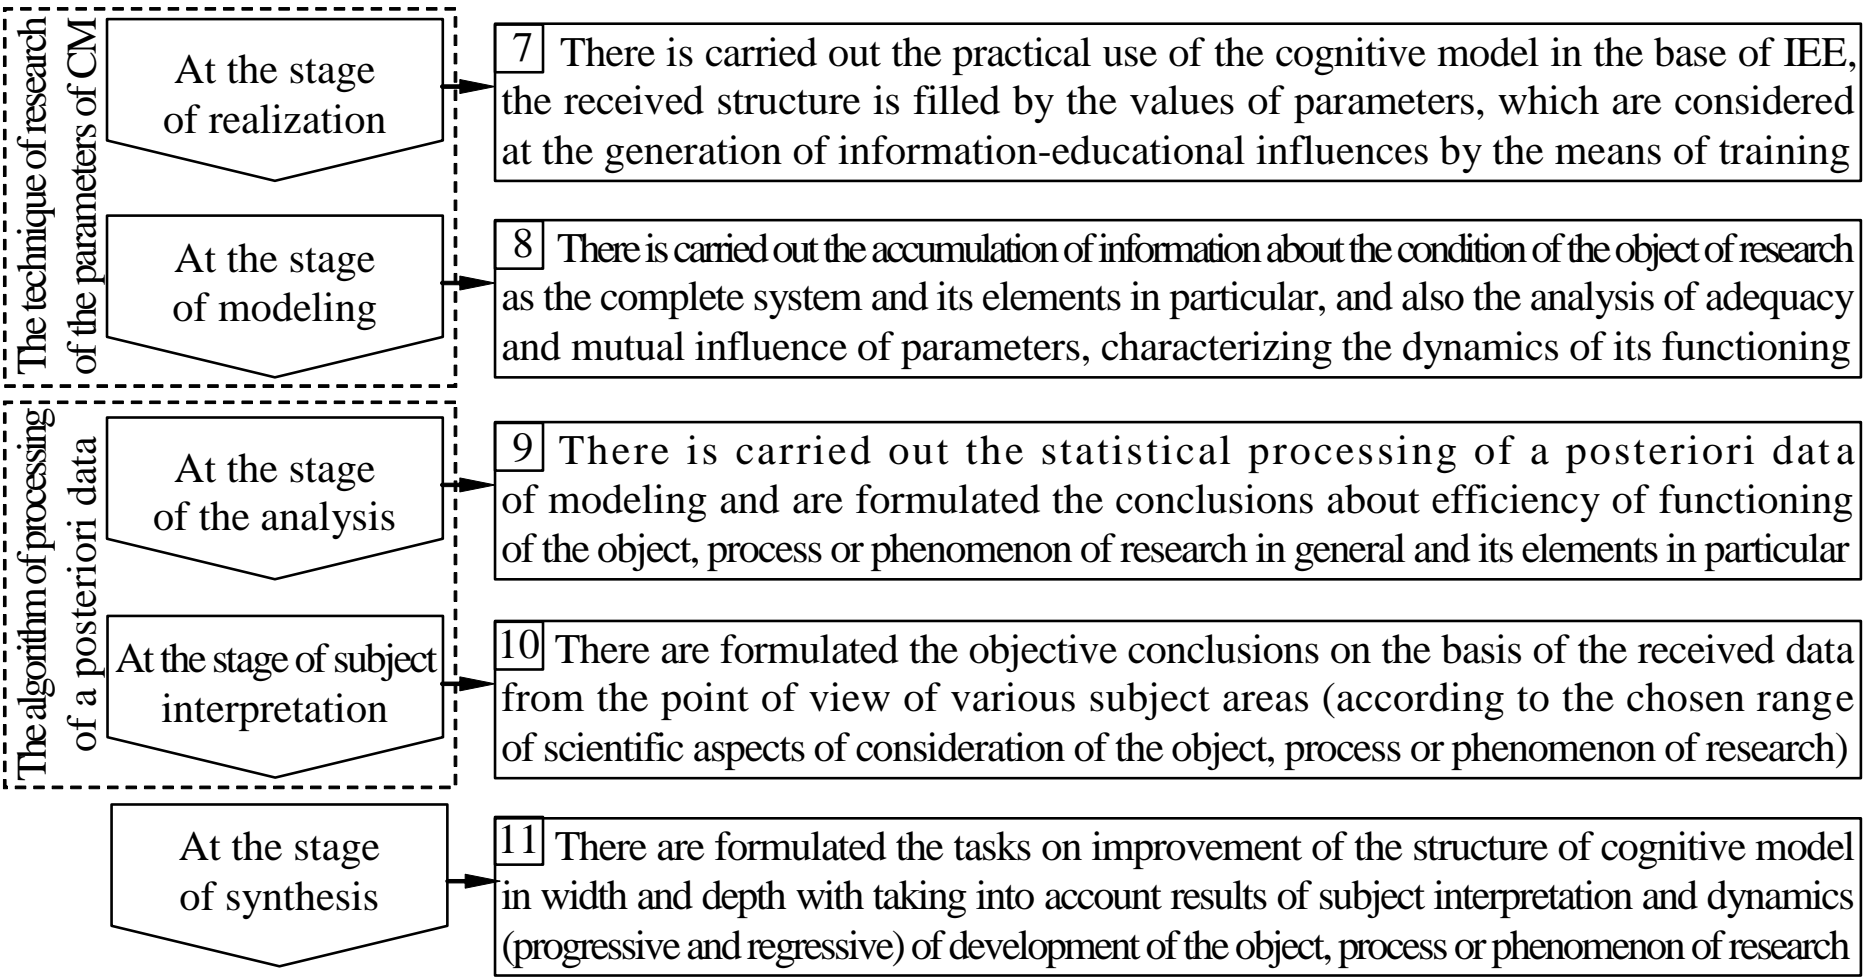 The technique of research
of the parameters of CM
At the stage
of realization
7 There is carried out the practical use of the cognitive model in the base of IEE,
the received structure is filled by the values of parameters, which are considered
at the generation of information-educational influences by the means of training
At the stage
of modeling
8 There is carried out the accumulation of information about the condition of the object of research
as the complete system and its elements in particular, and also the analysis of adequacy
and mutual influence of parameters, characterizing the dynamics of its functioning
The algorithm of processing
of a posteriori data
At the stage
of the analysis
9 There is carried out the statistical processing of a posteriori data
of modeling and are formulated the conclusions about efficiency of functioning
of the object, process or phenomenon of research in general and its elements in particular
At the stage of subject
interpretation
10 There are formulated the objective conclusions on the basis of the received data
from the point of view of various subject areas (according to the chosen range
of scientific aspects of consideration of the object, process or phenomenon of research)
At the stage
of synthesis
11 There are formulated the tasks on improvement of the structure of cognitive model
in width and depth with taking into account results of subject interpretation and dynamics
(progressive and regressive) of development of the object, process or phenomenon of research